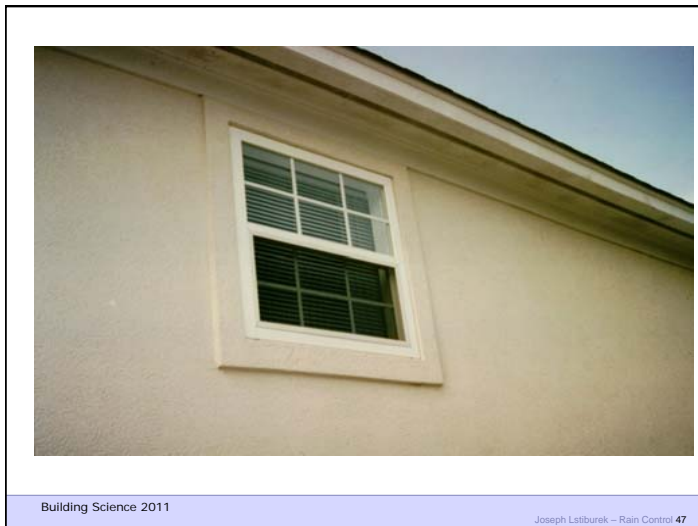 Building Science 2011
Joseph Lstiburek – Rain Control 47